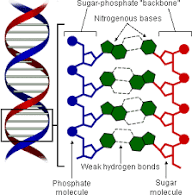 Sugar-phosphate "backbone"
Nitrogenous bases
Weak hydrogen bonds
Phosphate
molecule
Sugar
molecule